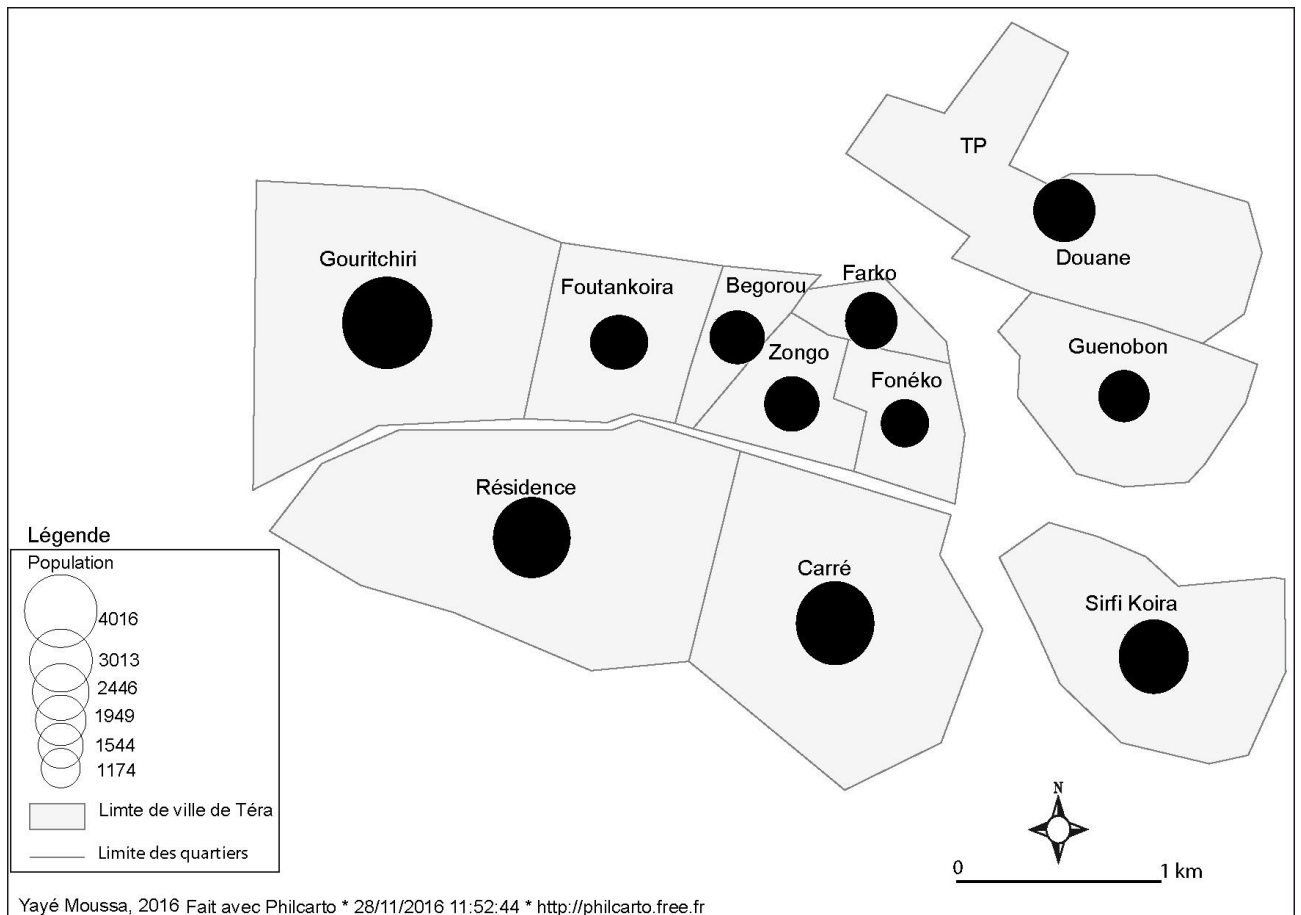 TP
Douane
Gouritchiri
Foutankoira
Begorou
Farko
Zongo
Fonéko
Guenobon
Résidence
Carré
Sirfi Koira
Légende
Population
4016
3013
2446
1949
1544
1174
Limte de ville de Téra
Limite des quartiers
N
0 1 km
Yayé Moussa, 2016 Fait avec Philcarto * 28/11/2016 11:52:44 * http://philcarto.free.fr